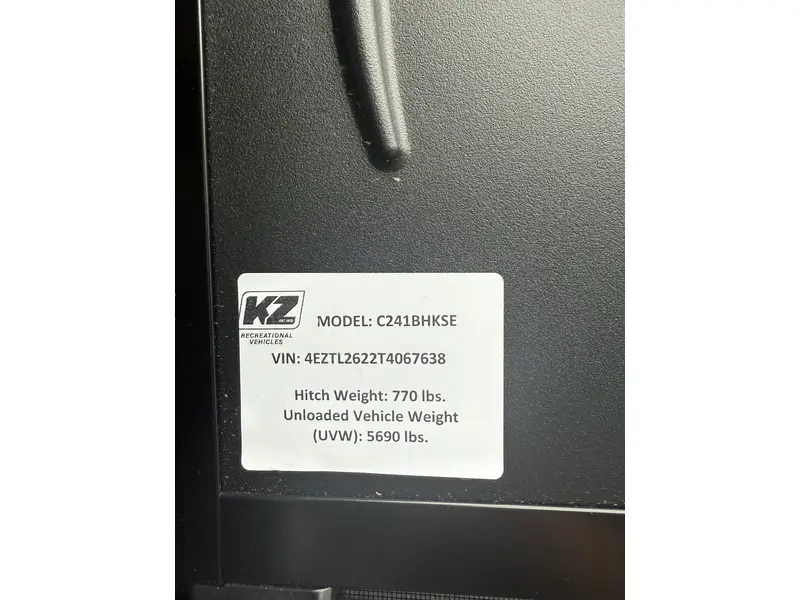 KZ
RECREATIONAL
VEHICLES
MODEL: C241BHKSE
VIN: 4EZTL2622T4067638
Hitch Weight: 770 lbs.
Unloaded Vehicle Weight
(UVW): 5690 lbs.